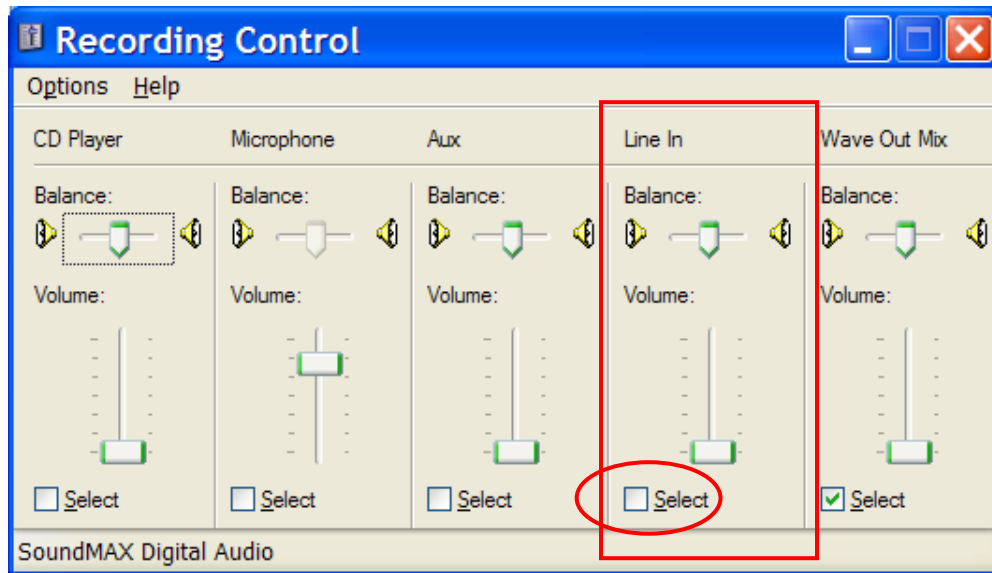 Recording Control
Options Help
CD Player Microphone Aux Line In Wave Out Mix
Balance: Balance: Balance: Balance: Balance:
Volume: Volume: Volume: Volume: Volume:
Select Select Select Select Select
SoundMAX Digital Audio